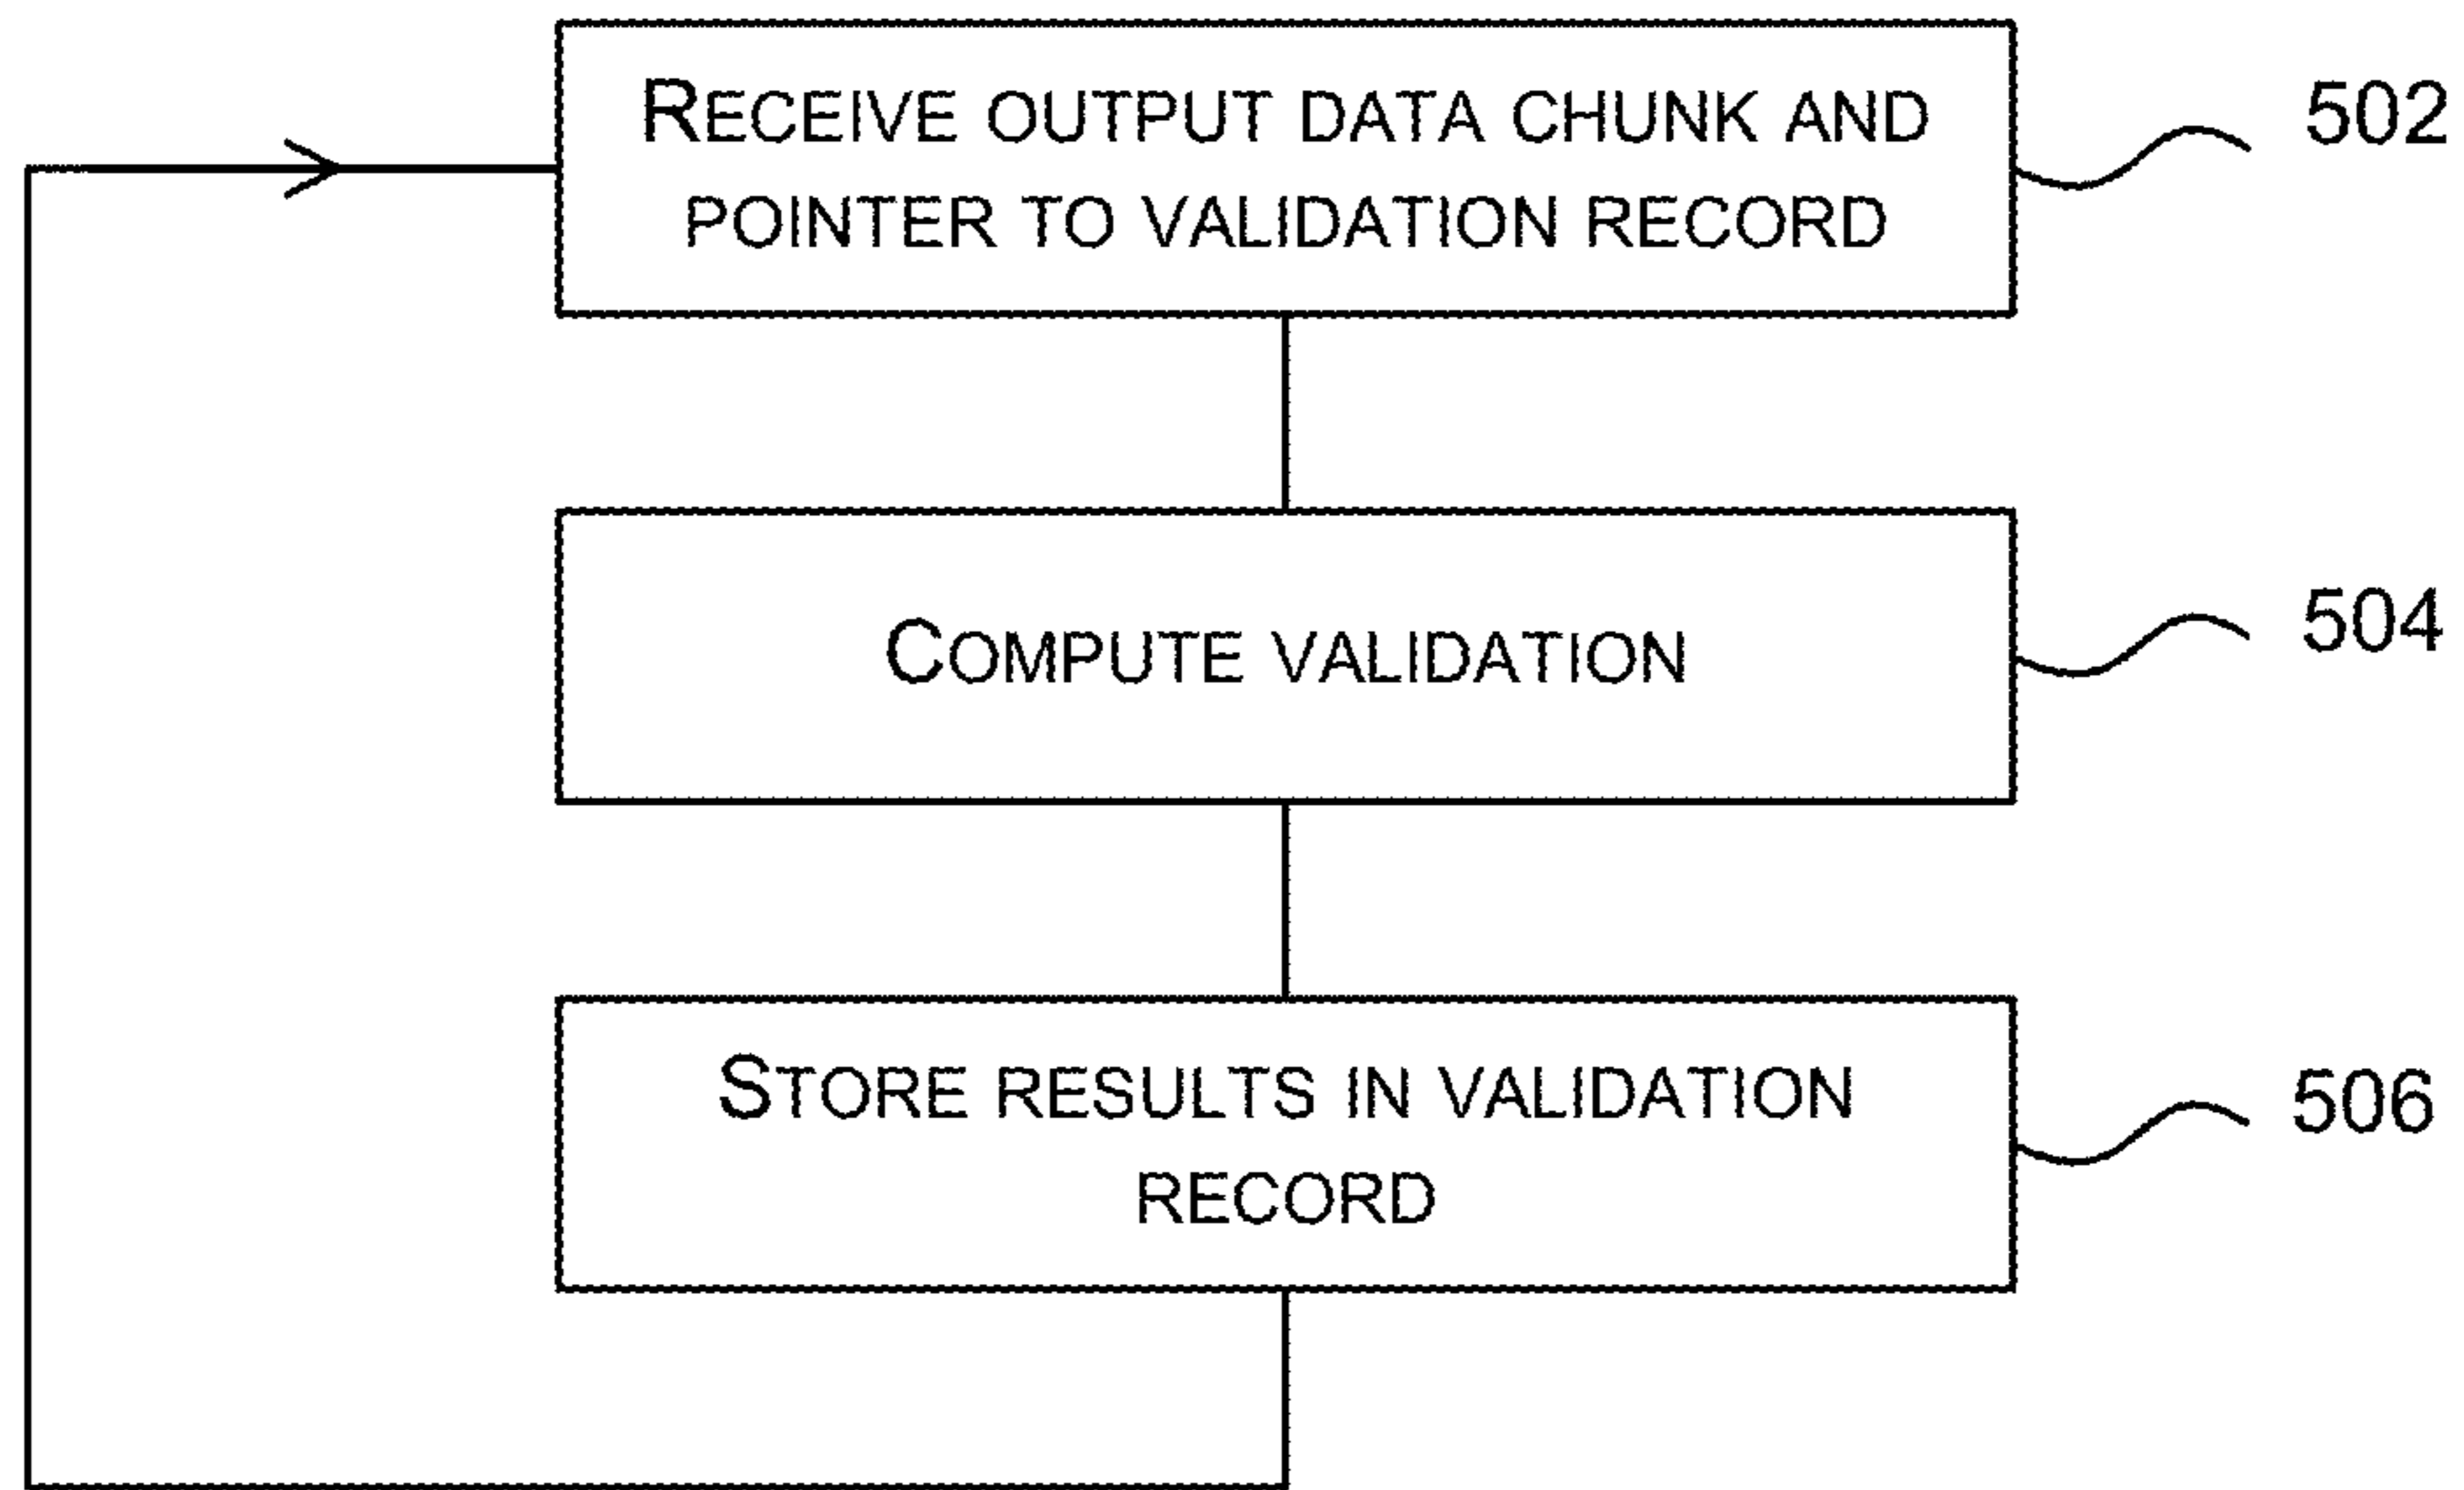 RECEIVE OUTPUT DATA CHUNK AND
POINTER TO VALIDATION RECORD
502
COMPUTE VALIDATION
504
STORE RESULTS IN VALIDATION
RECORD
506